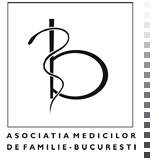 ASOCIATIA MEDICILOR
DE FAMILIE-BUCURESTI